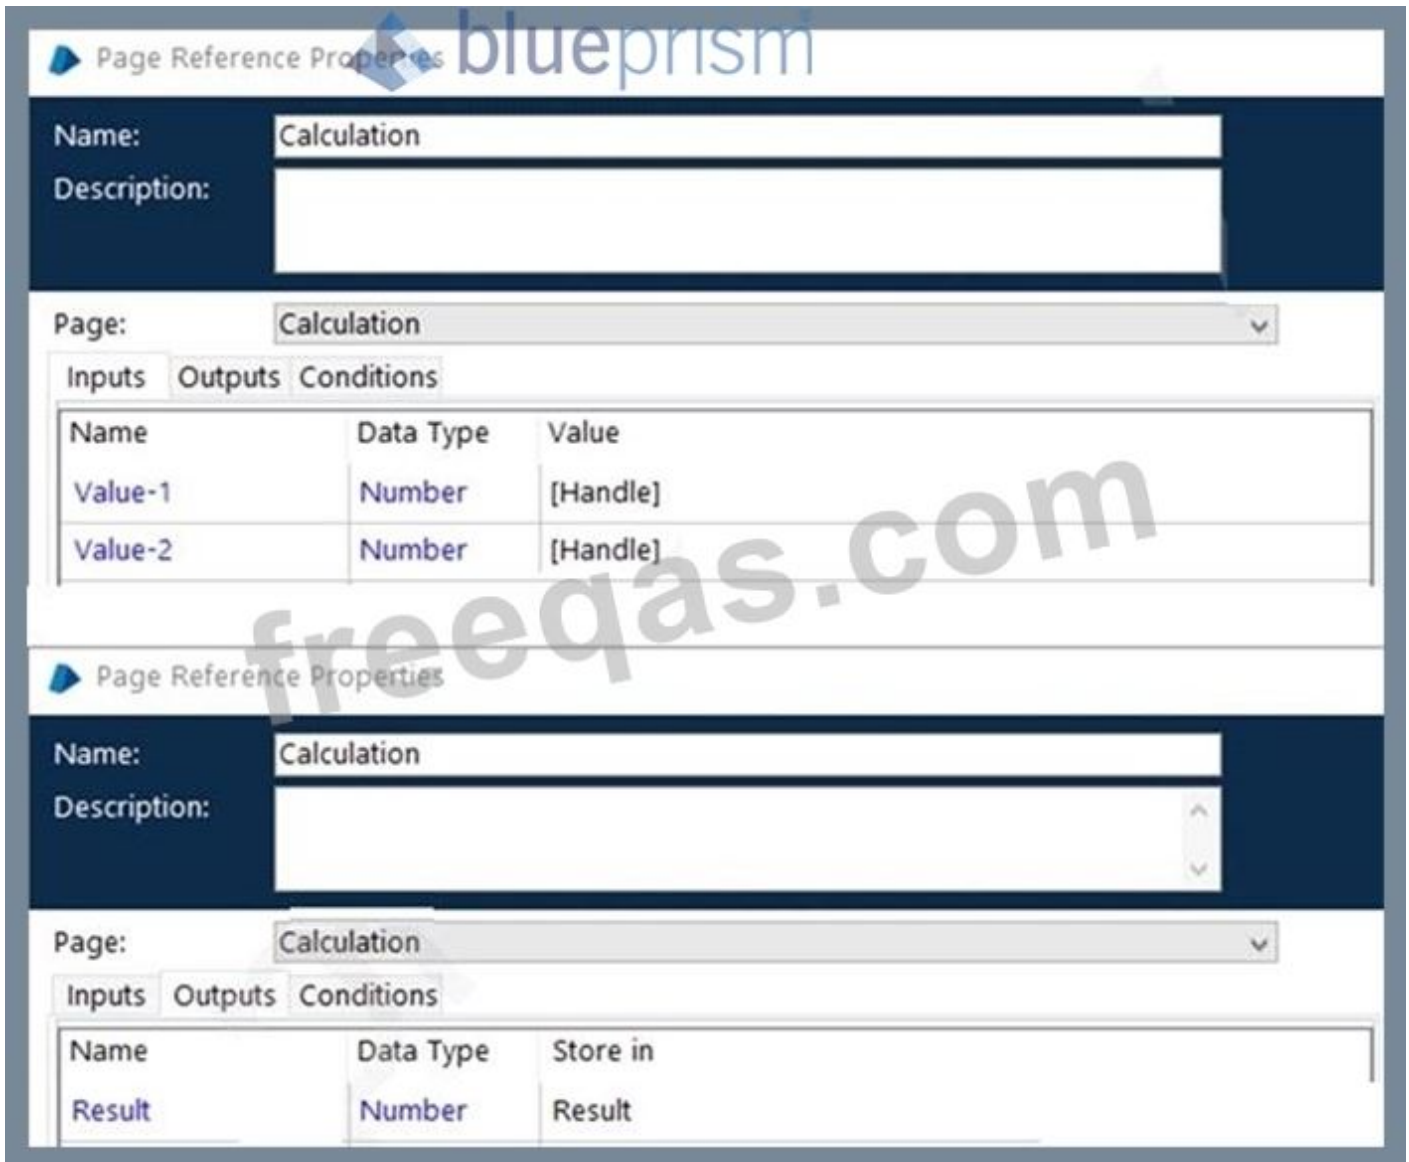 blueprism
Page Reference Properties
Name: Calculation
Description:
Page: Calculation
Inputs Outputs Conditions
Name Data Type Value
Value-1 Number [Handle]
Value-2 Number [Handle]
freeqas.com
Page Reference Properties
Name: Calculation
Description:
Page: Calculation
Inputs Outputs Conditions
Name Data Type Store in
Result Number Result